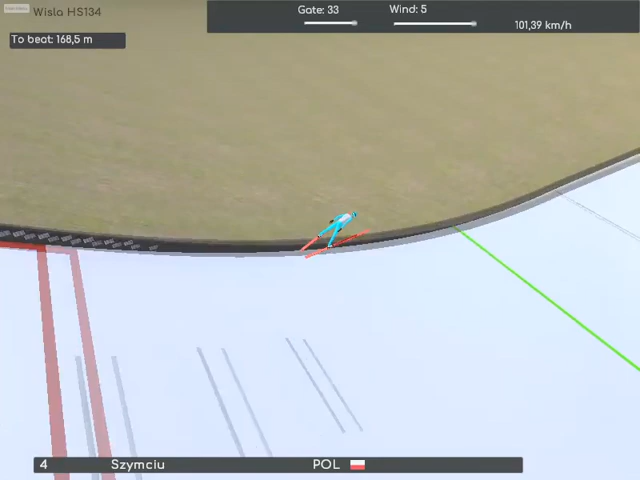 Wisla HS134
Gate: 33
Wind: 5
101,39 km/h
To beat: 168,5 m
4 Szymciu POL